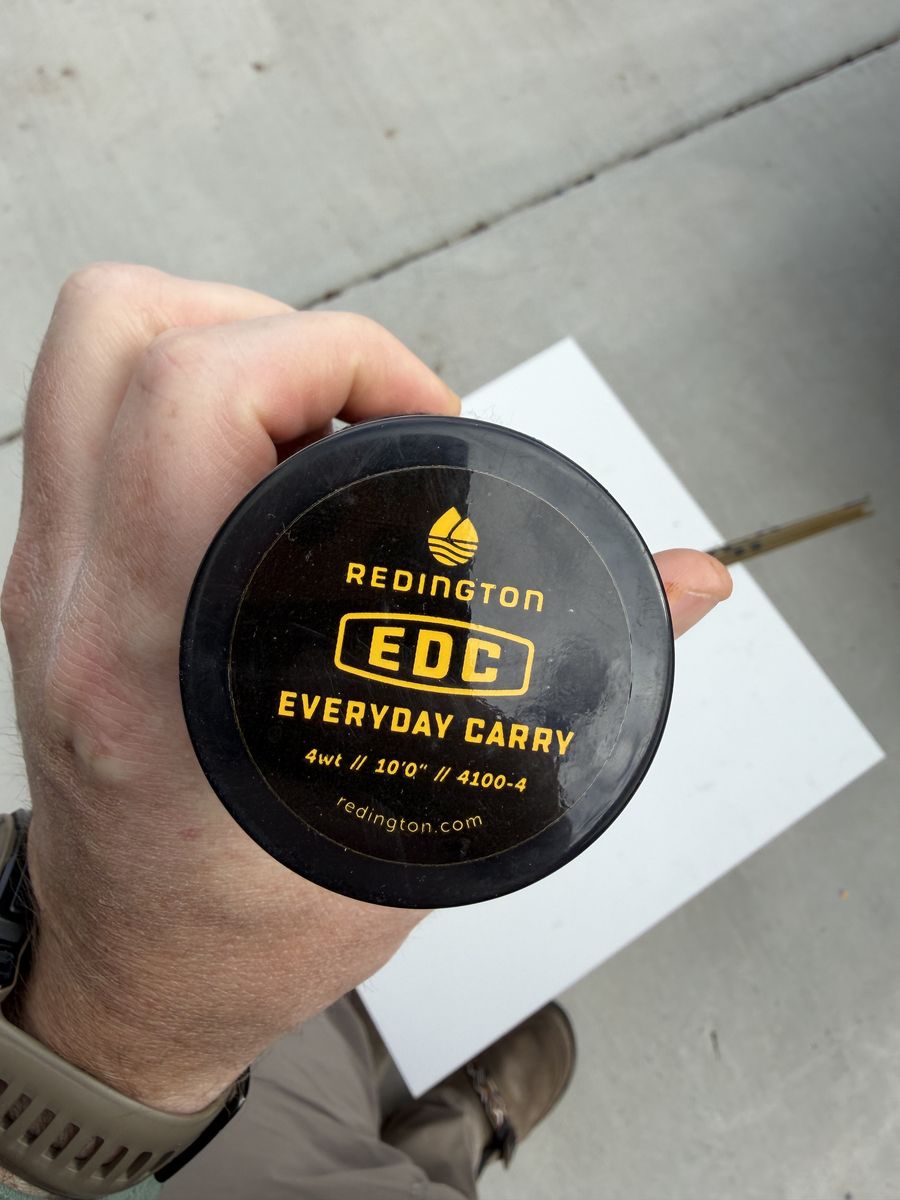 REDINGTON
EDC
EVERYDAY CARRY
4wt // 10'0" // 4100-4
redington.com